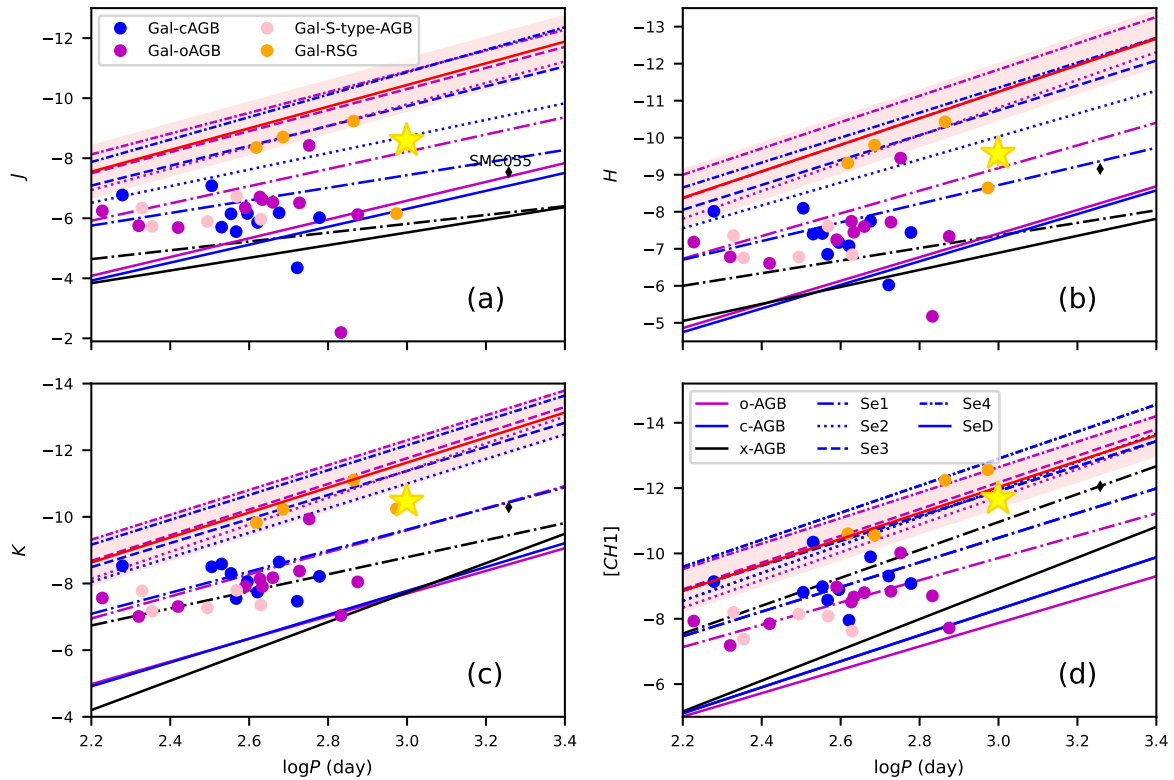 Gal-cAGB Gal-S-type-AGB
Gal-oAGB Gal-RSG
−12
−10
−8
−6
−4
−2
J
SMC055
(a)
2.2 2.4 2.6 2.8 3.0 3.2 3.4
−13
−12
−11
−10
−9
−8
−7
−6
−5
H
(b)
2.2 2.4 2.6 2.8 3.0 3.2 3.4
−14
−12
−10
−8
−6
−4
K
(c)
2.2 2.4 2.6 2.8 3.0 3.2 3.4
logP (day)
o-AGB Se1 Se4
c-AGB Se2 SeD
x-AGB Se3
−14
−12
−10
−8
−6
[CH1]
(d)
2.2 2.4 2.6 2.8 3.0 3.2 3.4
logP (day)